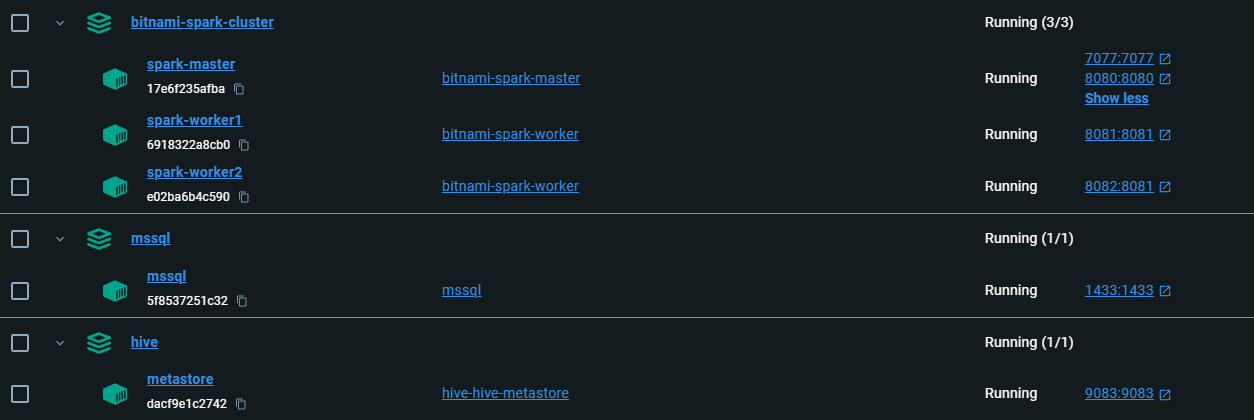 bitnami-spark-cluster Running (3/3)
spark-master bitnami-spark-master Running 7077:7077
17e6f235afba 8080:8080
Show less
spark-worker1 bitnami-spark-worker Running 8081:8081
6918322a8cb0
spark-worker2 bitnami-spark-worker Running 8082:8081
e02ba6b4c590
mssql Running (1/1)
mssql mssql Running 1433:1433
5f8537251c32
hive Running (1/1)
metastore hive-hive-metastore Running 9083:9083
dacf9e1c2742